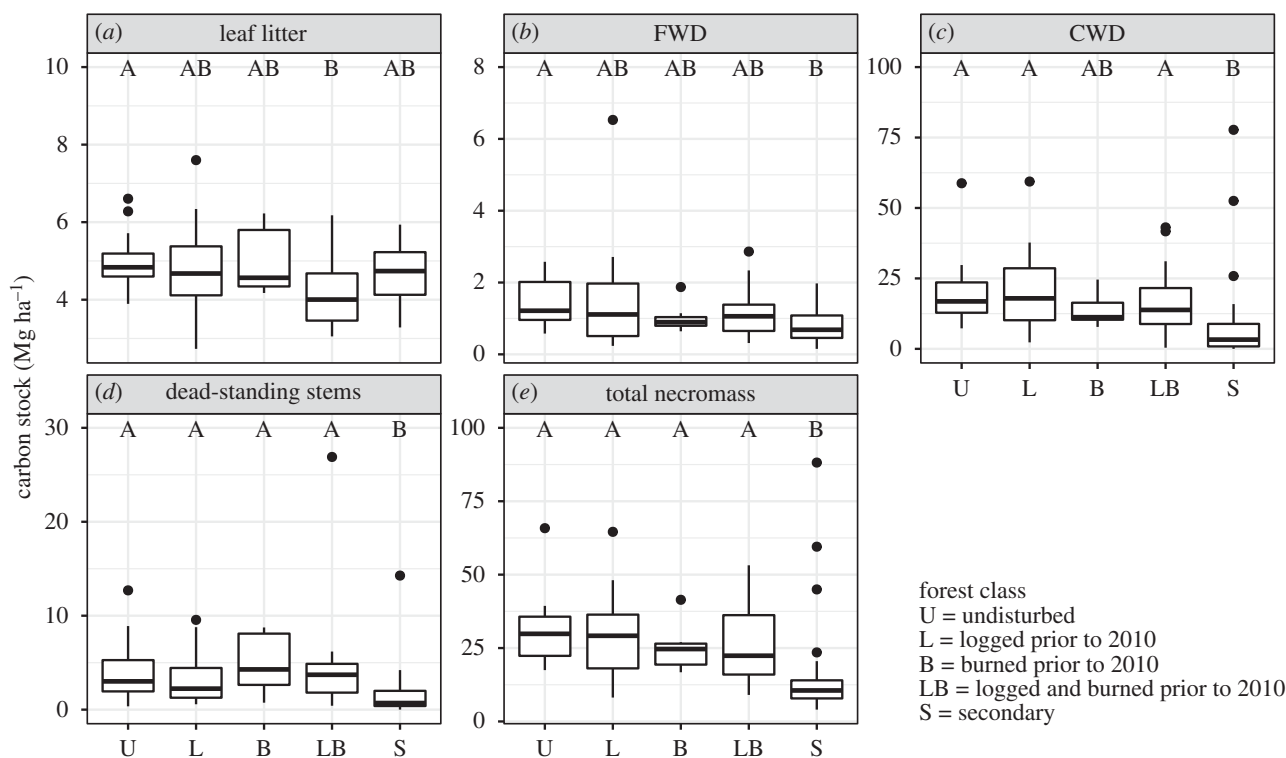 (a) leaf litter
(b) FWD
(c) CWD
A AB AB B AB
A AB AB AB B
A A AB A B
10
8
6
4
8
6
4
2
0
100
75
50
25
0
U L B LB S
carbon stock (Mg ha–1)
(d) dead-standing stems
(e) total necromass
A A A A B
A A A A B
30
20
10
0
100
75
50
25
0
U L B LB S
U L B LB S
forest class
U = undisturbed
L = logged prior to 2010
B = burned prior to 2010
LB = logged and burned prior to 2010
S = secondary